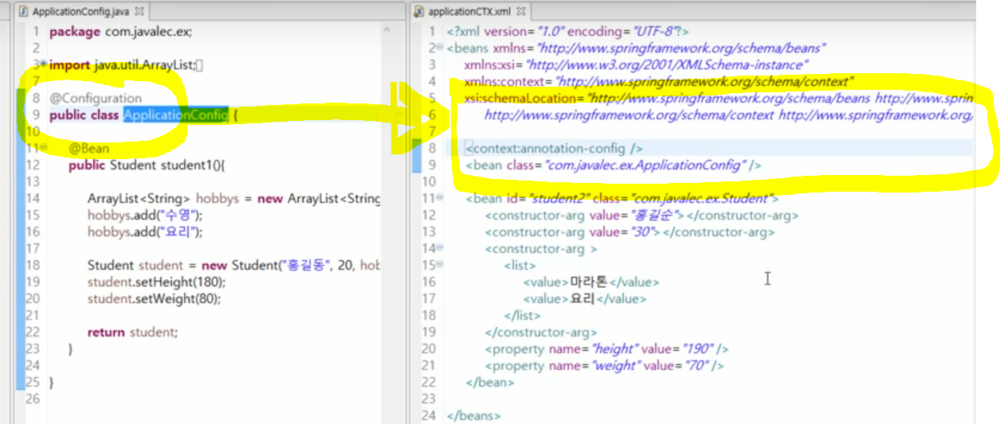 ApplicationConfig.java
1 package com.javalec.ex;
2
3 import java.util.ArrayList;
7
8 @Configuration
9 public class ApplicationConfig {
10
11 @Bean
12 public Student student1(){
13
14 ArrayList<String> hobbys = new ArrayList<String
15 hobbys.add("수영");
16 hobbys.add("요리");
17
18 Student student = new Student("홍길동", 20, hob
19 student.setHeight(180);
20 student.setWeight(80);
21
22 return student;
23 }
24
25 }
26
applicationCTX.xml
1 <?xml version="1.0" encoding="UTF-8"?>
2 <beans xmlns="http://www.springframework.org/schema/beans"
3 xmlns:xsi="http://www.w3.org/2001/XMLSchema-instance"
4 xmlns:context="http://www.springframework.org/schema/context"
5 xsi:schemaLocation="http://www.springframework.org/schema/beans http://www.sprin
6 http://www.springframework.org/schema/context http://www.springframework.org/
7
8 <context:annotation-config />
9 <bean class="com.javalec.ex.ApplicationConfig" />
10
11 <bean id="student2" class="com.javalec.ex.Student">
12 <constructor-arg value="홍길순"></constructor-arg>
13 <constructor-arg value="30"></constructor-arg>
14 <constructor-arg >
15 <list>
16 <value>마라톤</value>
17 <value>요리</value>
18 </list>
19 </constructor-arg>
20 <property name="height" value="190" />
21 <property name="weight" value="70" />
22 </bean>
23
24 </beans>